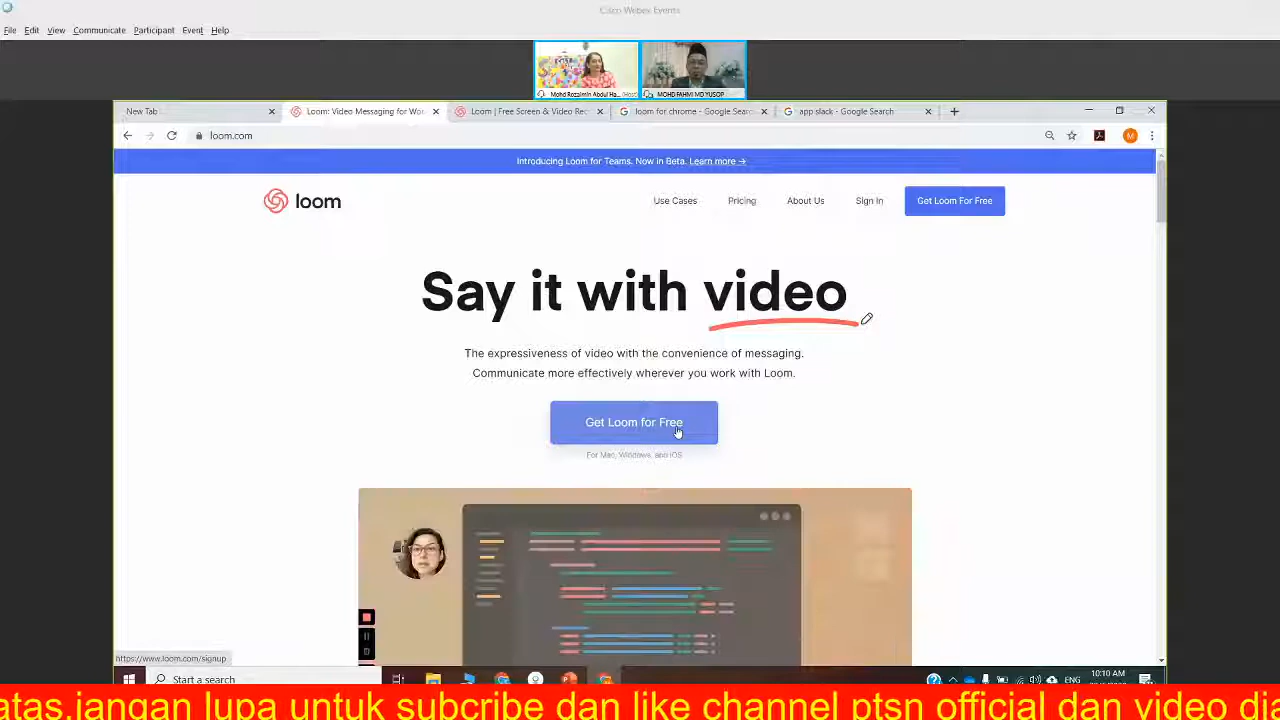 Cisco Webex Events
File Edit View Communicate Participant Event Help
Mohd Rozaimin Abdul Ha... (Host)
MOHD FAHMI MD YUSOP
New Tab
Loom: Video Messaging for Wor
Loom | Free Screen & Video Rec
loom for chrome - Google Searc
app slack - Google Search
loom.com
Introducing Loom for Teams. Now in Beta. Learn more →
loom
Use Cases Pricing About Us Sign In Get Loom For Free
Say it with video
The expressiveness of video with the convenience of messaging.
Communicate more effectively wherever you work with Loom.
Get Loom for Free
For Mac, Windows, and iOS
https://www.loom.com/signup
Start a search
ENG
10:10 AM
atas.jangan lupa untuk subcribe dan like channel ptsn official dan video dia